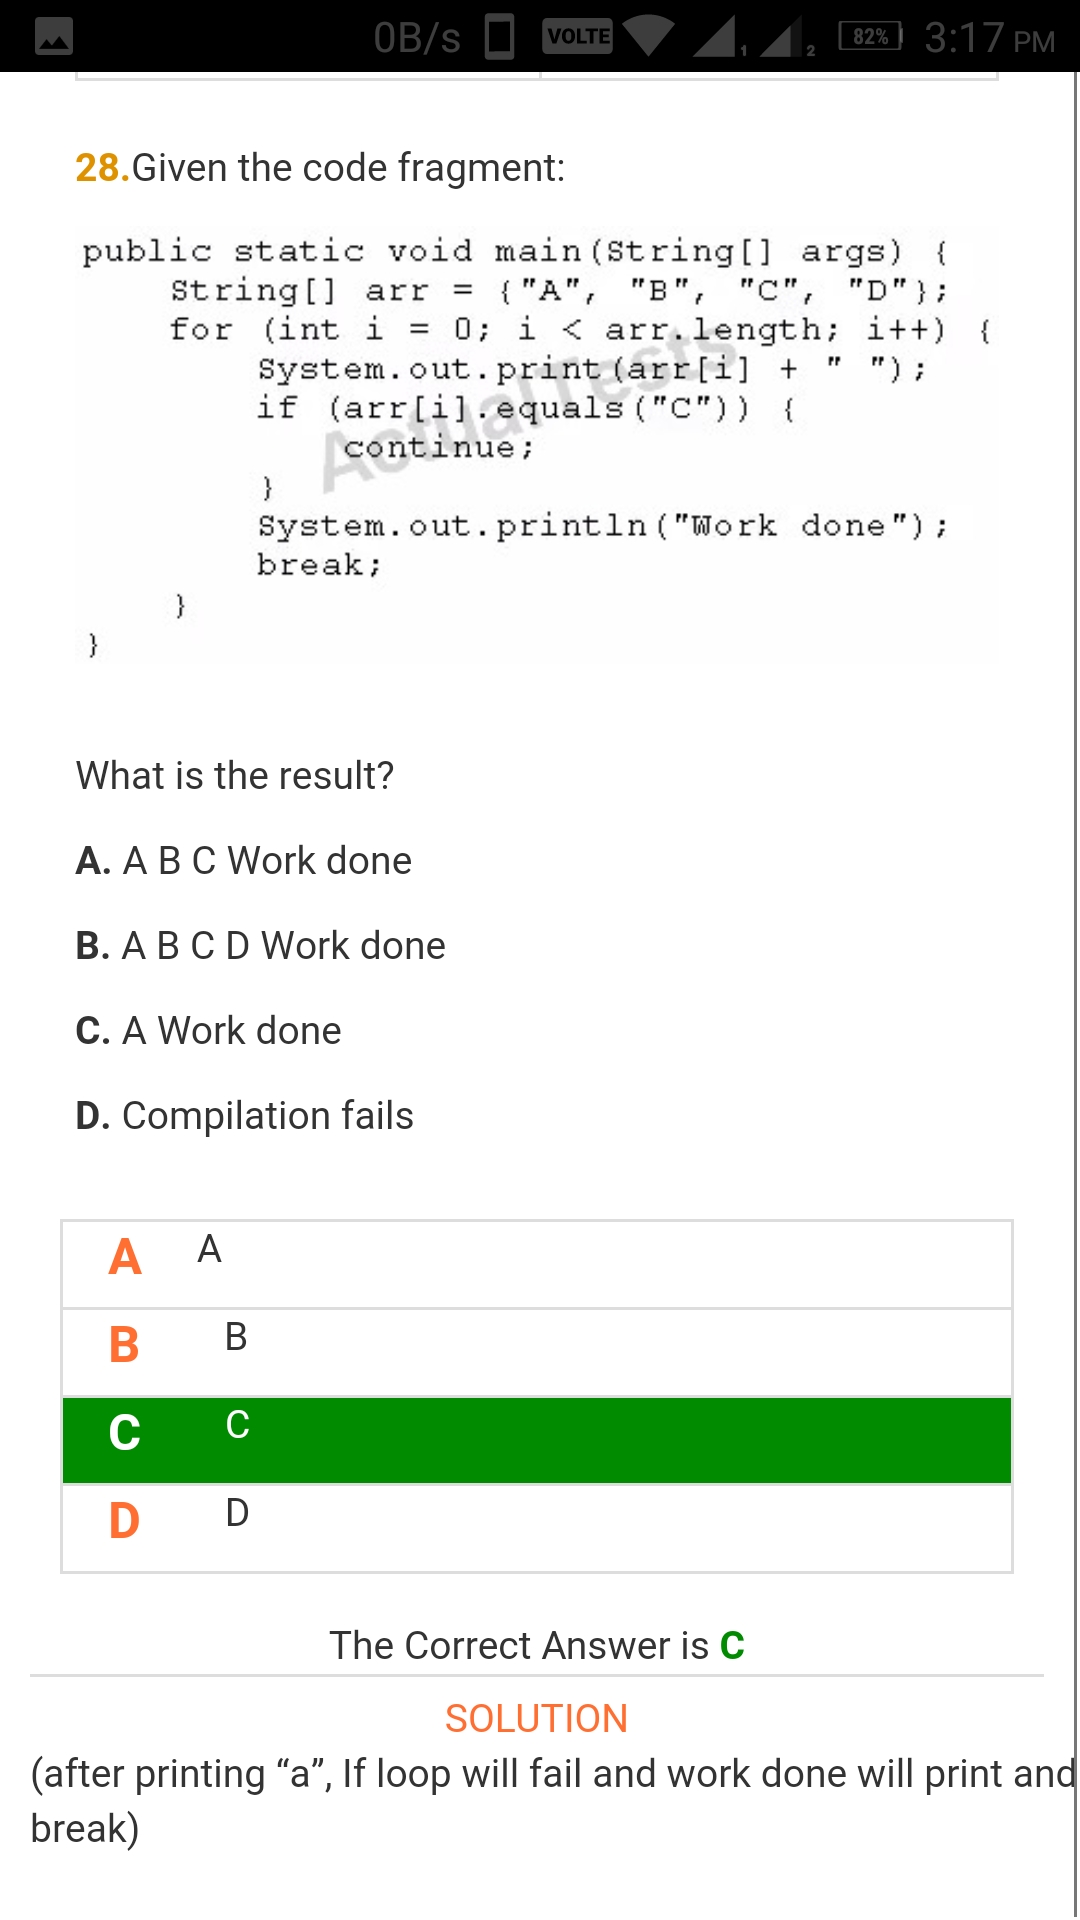 0B/s VOLTE 1 2 82% 3:17 PM
28.Given the code fragment:
public static void main(String[] args) {
String[] arr = {"A", "B", "C", "D"};
for (int i = 0; i < arr.length; i++) {
System.out.print(arr[i] + " ");
if (arr[i].equals("C")) {
continue;
}
System.out.println("Work done");
break;
}
}
ActualTests
What is the result?
A. A B C Work done
B. A B C D Work done
C. A Work done
D. Compilation fails
A A
B B
C C
D D
The Correct Answer is C
SOLUTION
(after printing “a”, If loop will fail and work done will print and
break)